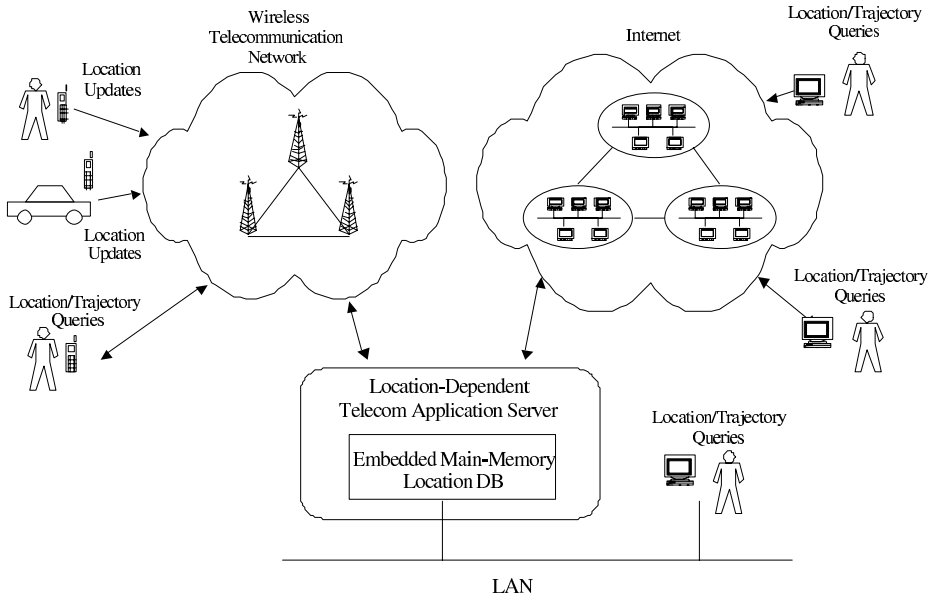 Wireless
Telecommunication
Network
Internet
Location/Trajectory
Queries
Location
Updates
Location
Updates
Location/Trajectory
Queries
Location/Trajectory
Queries
Location-Dependent
Telecom Application Server
Embedded Main-Memory
Location DB
Location/Trajectory
Queries
LAN